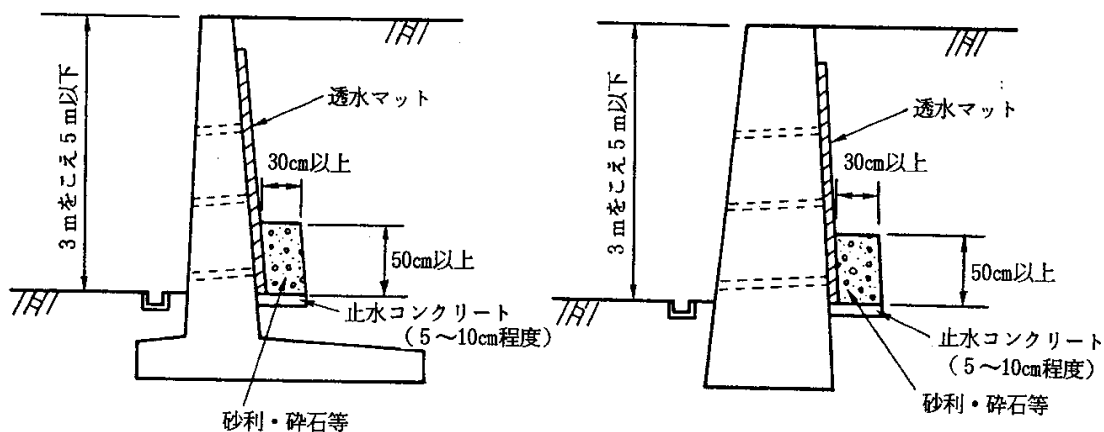 3mをこえ5m以下
透水マット
30cm以上
50cm以上
止水コンクリート
（5～10cm程度）
砂利・砕石等
3mをこえ5m以下
透水マット
30cm以上
50cm以上
止水コンクリート
（5～10cm程度）
砂利・砕石等